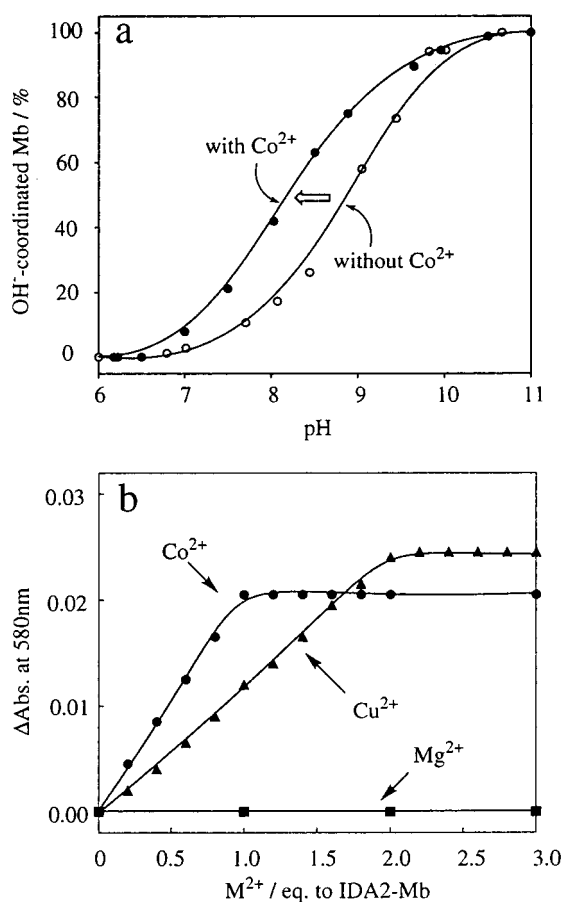 a
100
80
60
40
20
0
OH⁻-coordinated Mb / %
with Co²⁺
without Co²⁺
6 7 8 9 10 11
pH
b
0.03
0.02
0.01
0.00
ΔAbs. at 580nm
Co²⁺
Cu²⁺
Mg²⁺
0 0.5 1.0 1.5 2.0 2.5 3.0
M²⁺ / eq. to IDA2-Mb